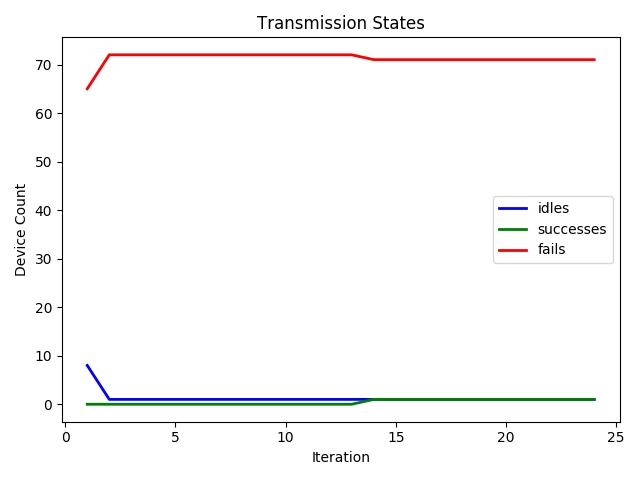 Transmission States
Device Count
70
60
50
40
30
20
10
0
idles
successes
fails
0 5 10 15 20 25
Iteration